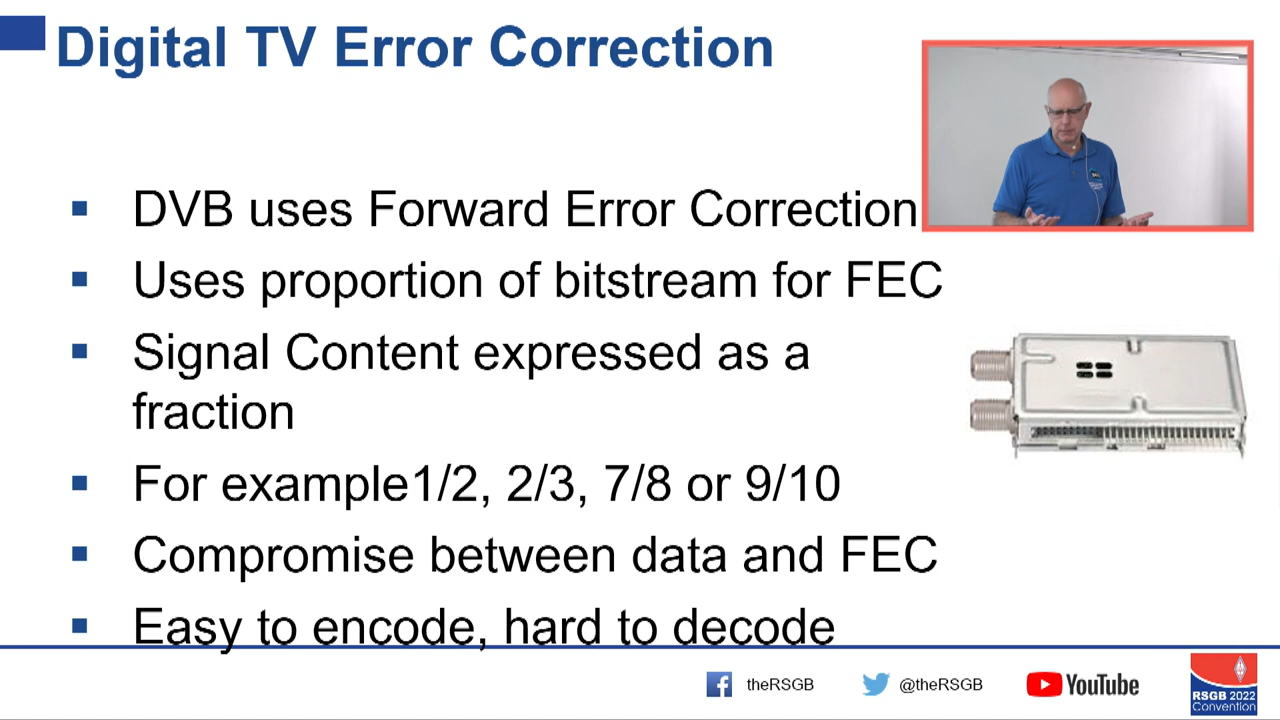 Digital TV Error Correction
DVB uses Forward Error Correction
Uses proportion of bitstream for FEC
Signal Content expressed as a
fraction
For example1/2, 2/3, 7/8 or 9/10
Compromise between data and FEC
Easy to encode, hard to decode
theRSGB
@theRSGB
YouTube
RSGB 2022
Convention